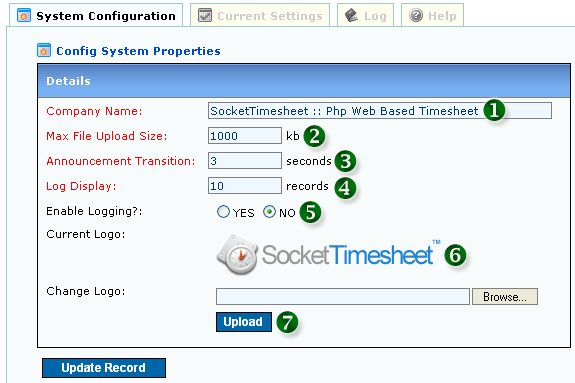 System Configuration Current Settings Log Help
Config System Properties
Details
Company Name: SocketTimesheet :: Php Web Based Timesheet 1
Max File Upload Size: 1000 kb 2
Announcement Transition: 3 seconds 3
Log Display: 10 records 4
Enable Logging?: YES NO 5
Current Logo: SocketTimesheet™ 6
Change Logo: Browse...
Upload 7
Update Record